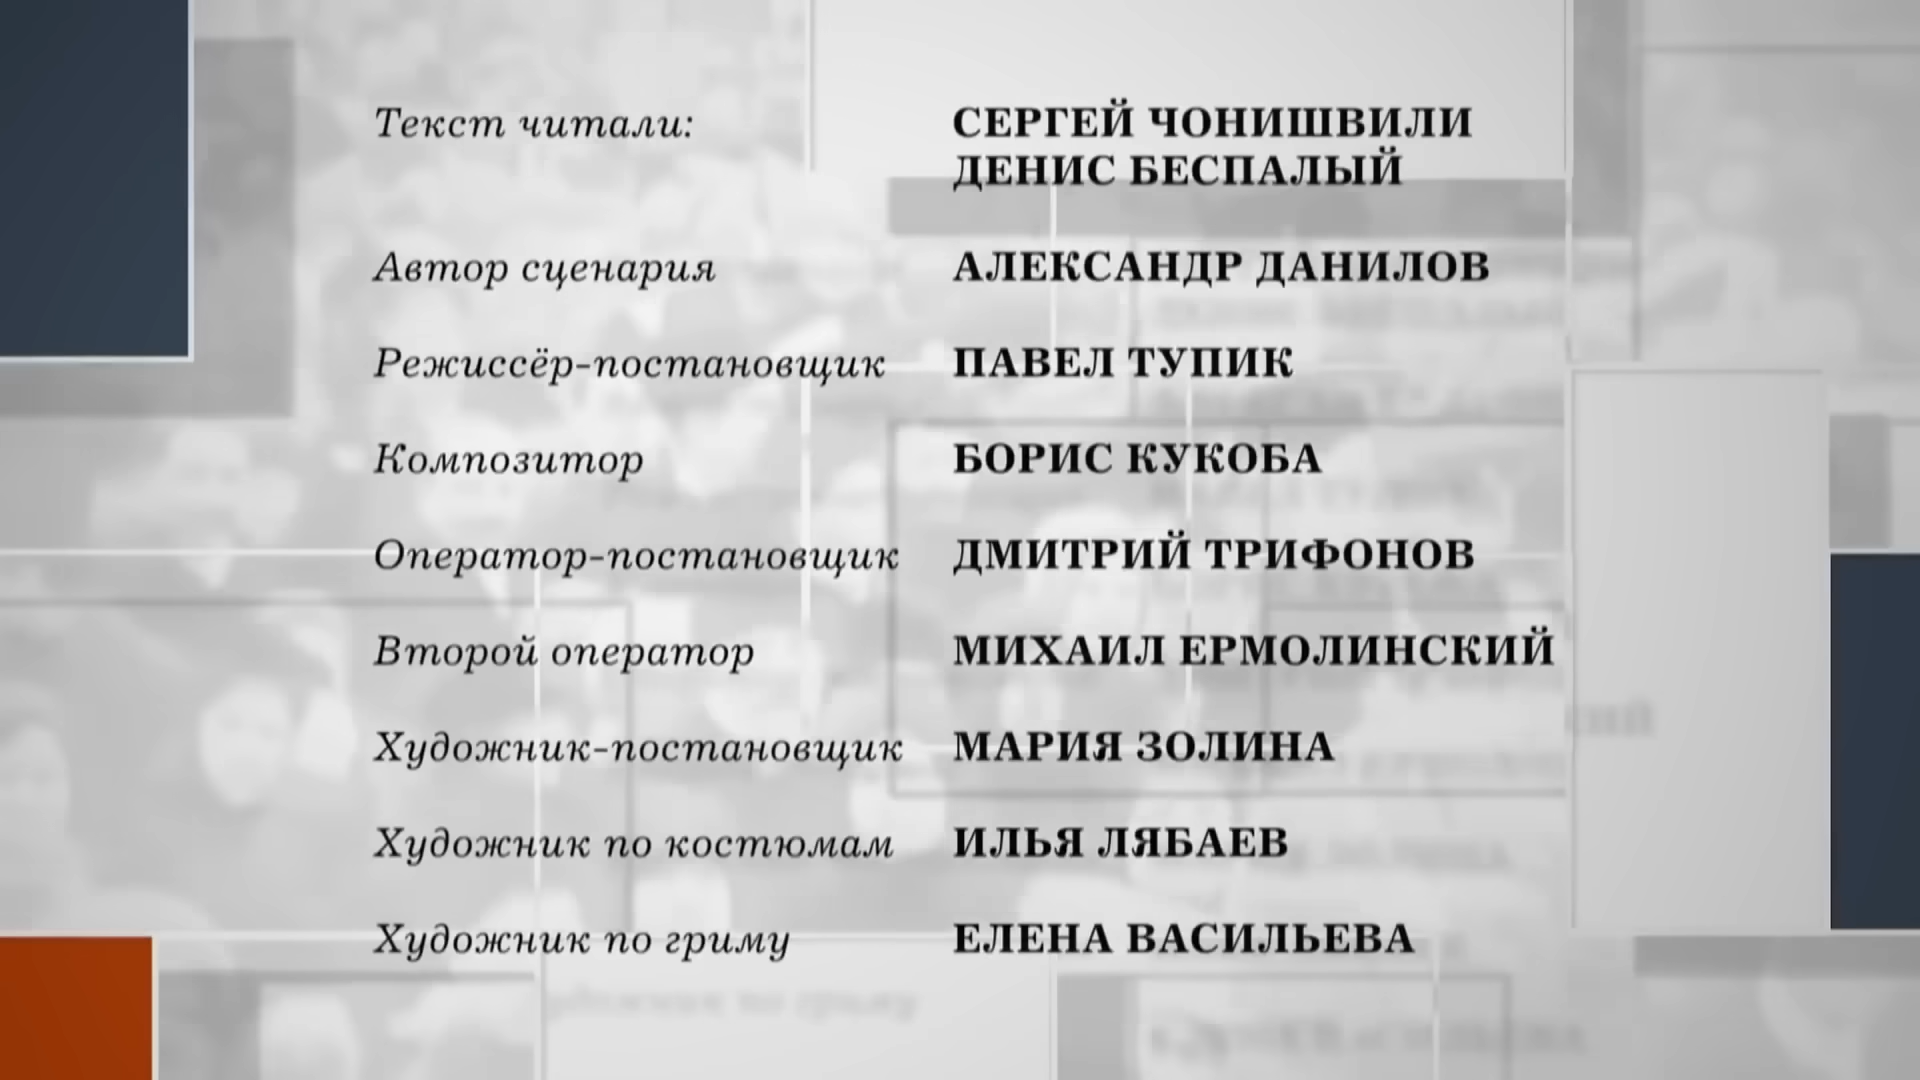 Текст читали: СЕРГЕЙ ЧОНИШВИЛИ
ДЕНИС БЕСПАЛЫЙ
Автор сценария АЛЕКСАНДР ДАНИЛОВ
Режиссёр-постановщик ПАВЕЛ ТУПИК
Композитор БОРИС КУКОБА
Оператор-постановщик ДМИТРИЙ ТРИФОНОВ
Второй оператор МИХАИЛ ЕРМОЛИНСКИЙ
Художник-постановщик МАРИЯ ЗОЛИНА
Художник по костюмам ИЛЬЯ ЛЯБАЕВ
Художник по гриму ЕЛЕНА ВАСИЛЬЕВА